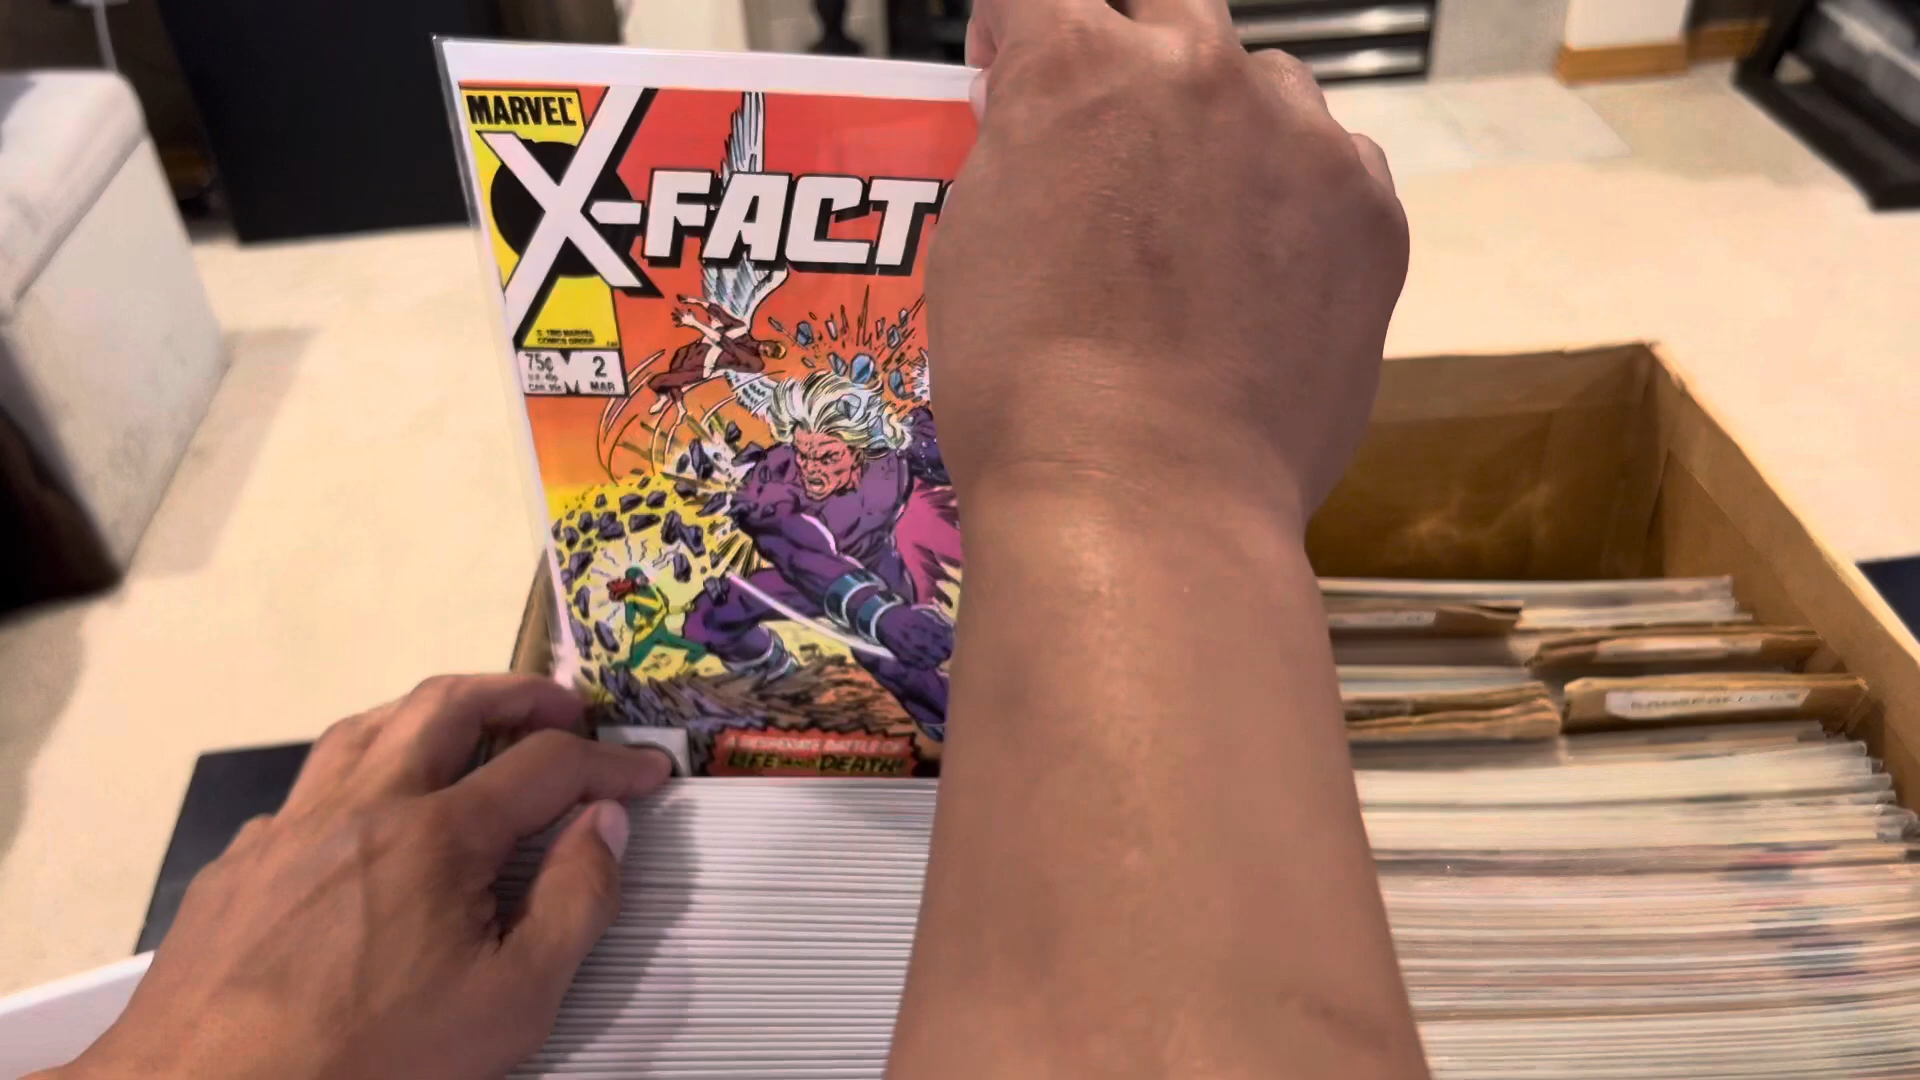 MARVEL
X-FACT
75¢ 2
MAR
A DESPERATE BATTLE OF
LIFE AND DEATH!